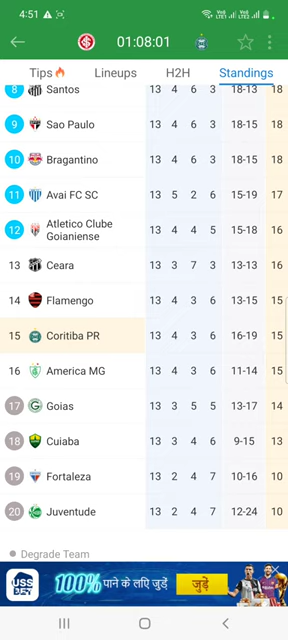 4:51
01:08:01
Tips Lineups H2H Standings
8 Santos 13 4 6 3 18-13 18
9 Sao Paulo 13 4 6 3 18-15 18
10 Bragantino 13 4 6 3 18-15 18
11 Avai FC SC 13 5 2 6 15-19 17
12 Atletico Clube Goianiense 13 4 4 5 15-18 16
13 Ceara 13 3 7 3 13-13 16
14 Flamengo 13 4 3 6 13-15 15
15 Coritiba PR 13 4 3 6 16-19 15
16 America MG 13 4 3 6 11-14 15
17 Goias 13 3 5 5 13-17 14
18 Cuiaba 13 3 4 6 9-15 13
19 Fortaleza 13 2 4 7 10-16 10
20 Juventude 13 2 4 7 12-24 10
Degrade Team
100% पाने के लिए जुड़ें जुड़ें